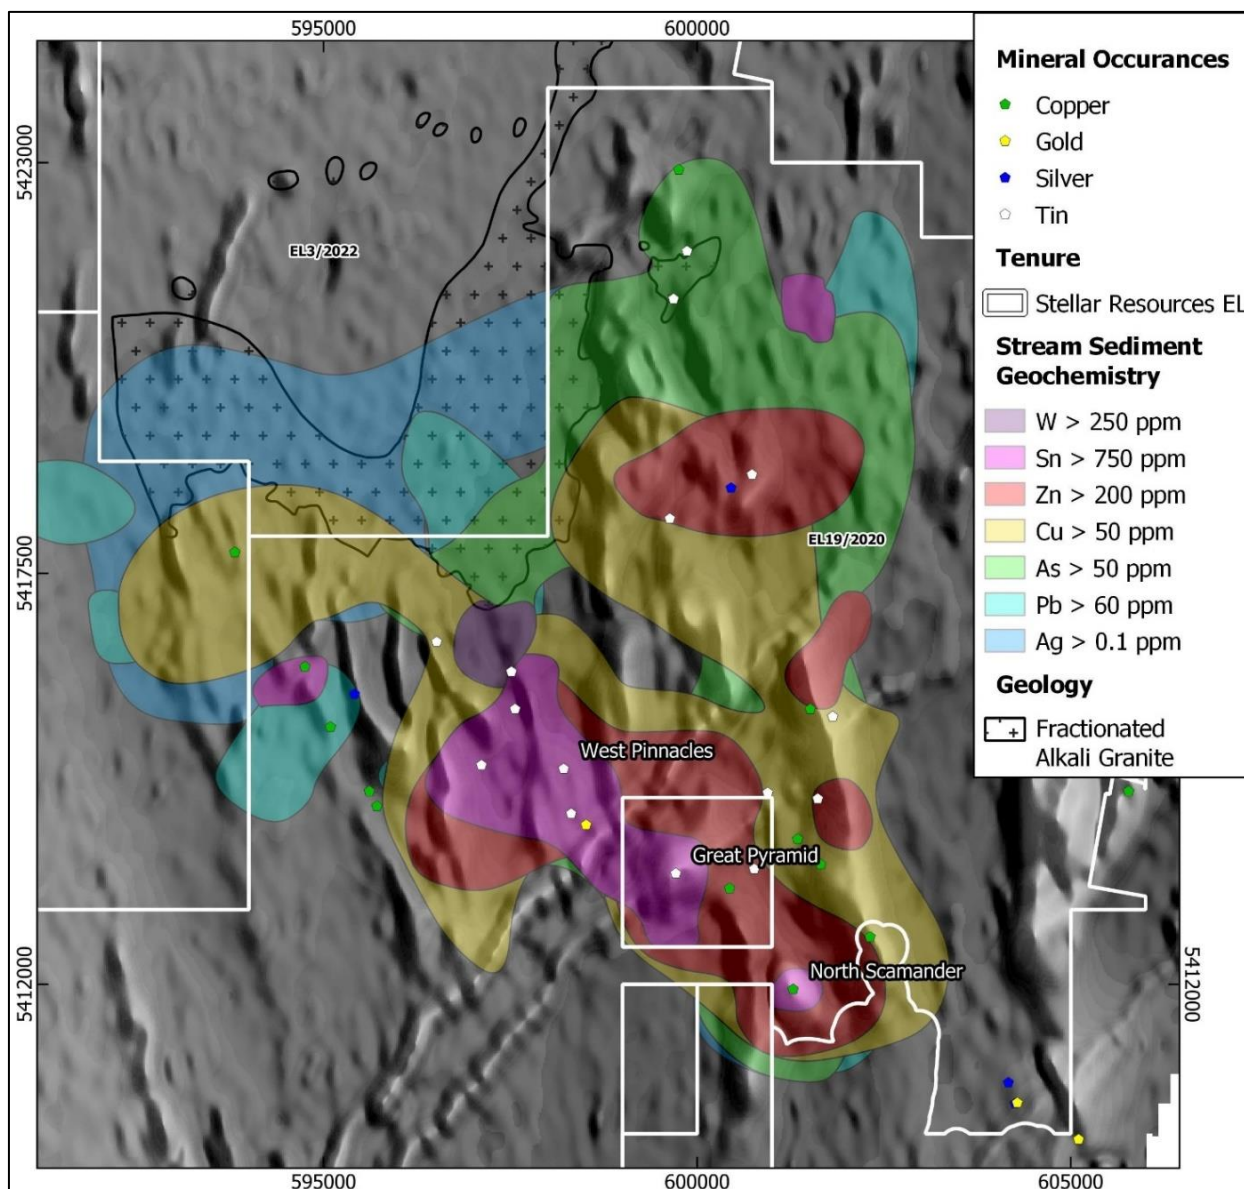 595000
600000
Mineral Occurances
Copper
Gold
Silver
Tin
Tenure
Stellar Resources EL
Stream Sediment
Geochemistry
W > 250 ppm
Sn > 750 ppm
Zn > 200 ppm
Cu > 50 ppm
As > 50 ppm
Pb > 60 ppm
Ag > 0.1 ppm
Geology
Fractionated
Alkali Granite
5423000
EL3/2022
5417500
EL19/2020
West Pinnacles
Great Pyramid
North Scamander
5412000
5412000
595000
600000
605000